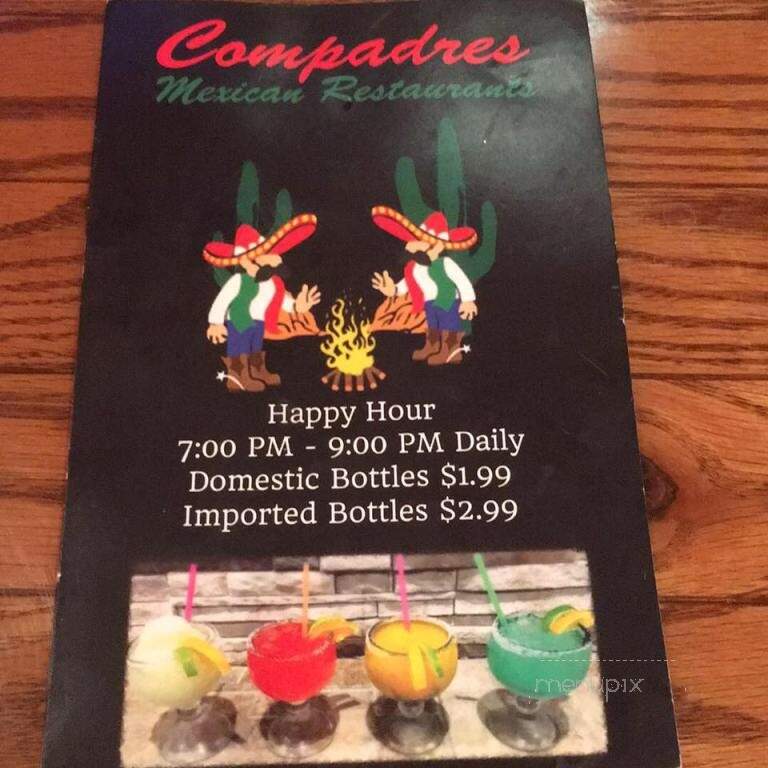 Compadres
Mexican Restaurants
Happy Hour
7:00 PM - 9:00 PM Daily
Domestic Bottles $1.99
Imported Bottles $2.99
menupix